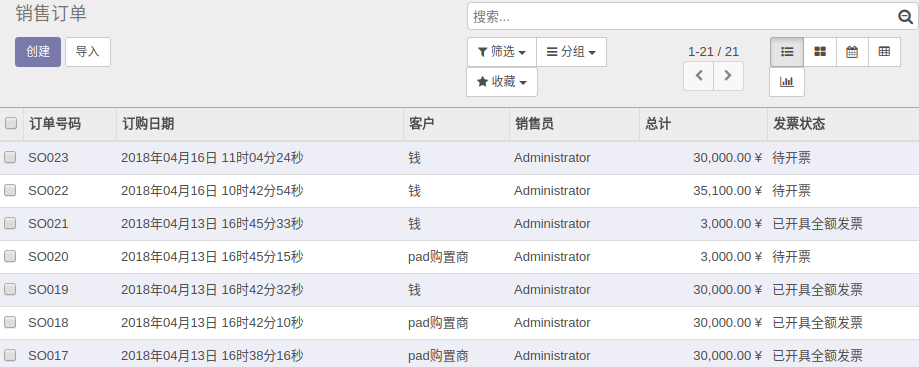 销售订单
搜索...
创建 导入
筛选 分组
收藏
1-21 / 21
订单号码 订购日期 客户 销售员 总计 发票状态
SO023 2018年04月16日 11时04分24秒 钱 Administrator 30,000.00 ¥ 待开票
SO022 2018年04月16日 10时42分54秒 钱 Administrator 35,100.00 ¥ 待开票
SO021 2018年04月13日 16时45分33秒 钱 Administrator 3,000.00 ¥ 已开具全额发票
SO020 2018年04月13日 16时45分15秒 pad购置商 Administrator 3,000.00 ¥ 待开票
SO019 2018年04月13日 16时42分32秒 钱 Administrator 30,000.00 ¥ 已开具全额发票
SO018 2018年04月13日 16时42分10秒 pad购置商 Administrator 30,000.00 ¥ 已开具全额发票
SO017 2018年04月13日 16时38分16秒 pad购置商 Administrator 30,000.00 ¥ 已开具全额发票